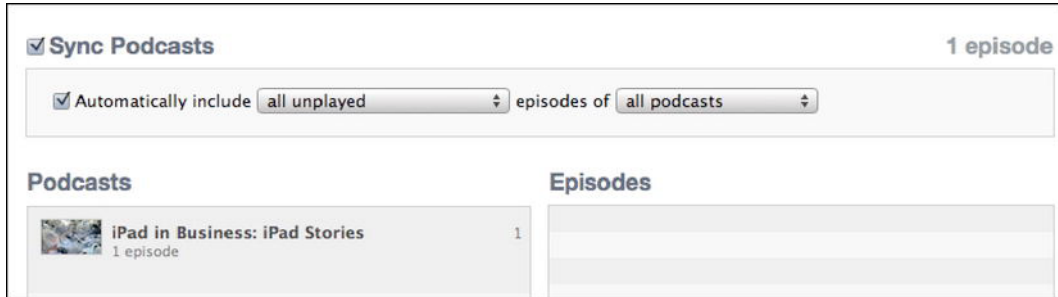 Sync Podcasts 1 episode
Automatically include all unplayed episodes of all podcasts
Podcasts Episodes
iPad in Business: iPad Stories 1
1 episode